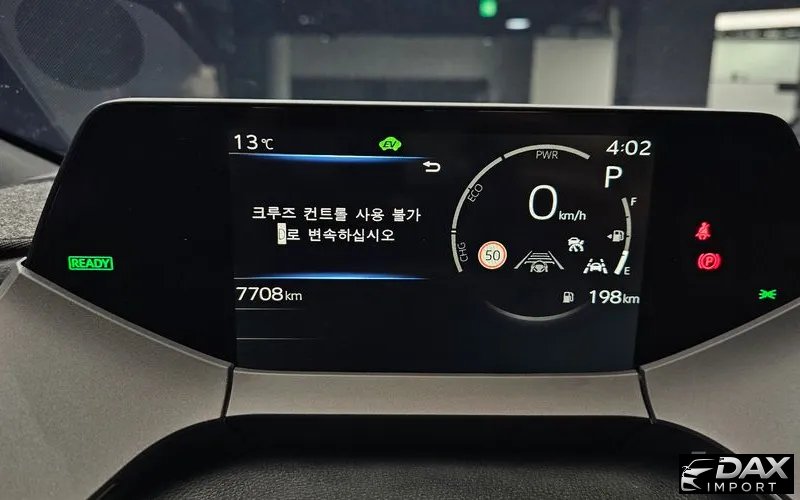 13℃
EV
4:02
PWR
P
ECO
0
km/h
F
크루즈 컨트롤 사용 불가
D로 변속하십시오
CHG
50
E
READY
P
7708km
198km
DAX
IMPORT